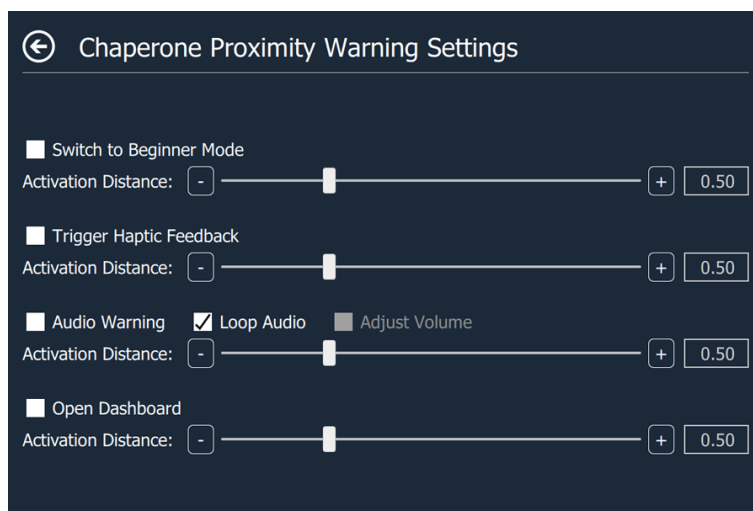 Chaperone Proximity Warning Settings
Switch to Beginner Mode
Activation Distance: - + 0.50
Trigger Haptic Feedback
Activation Distance: - + 0.50
Audio Warning Loop Audio Adjust Volume
Activation Distance: - + 0.50
Open Dashboard
Activation Distance: - + 0.50